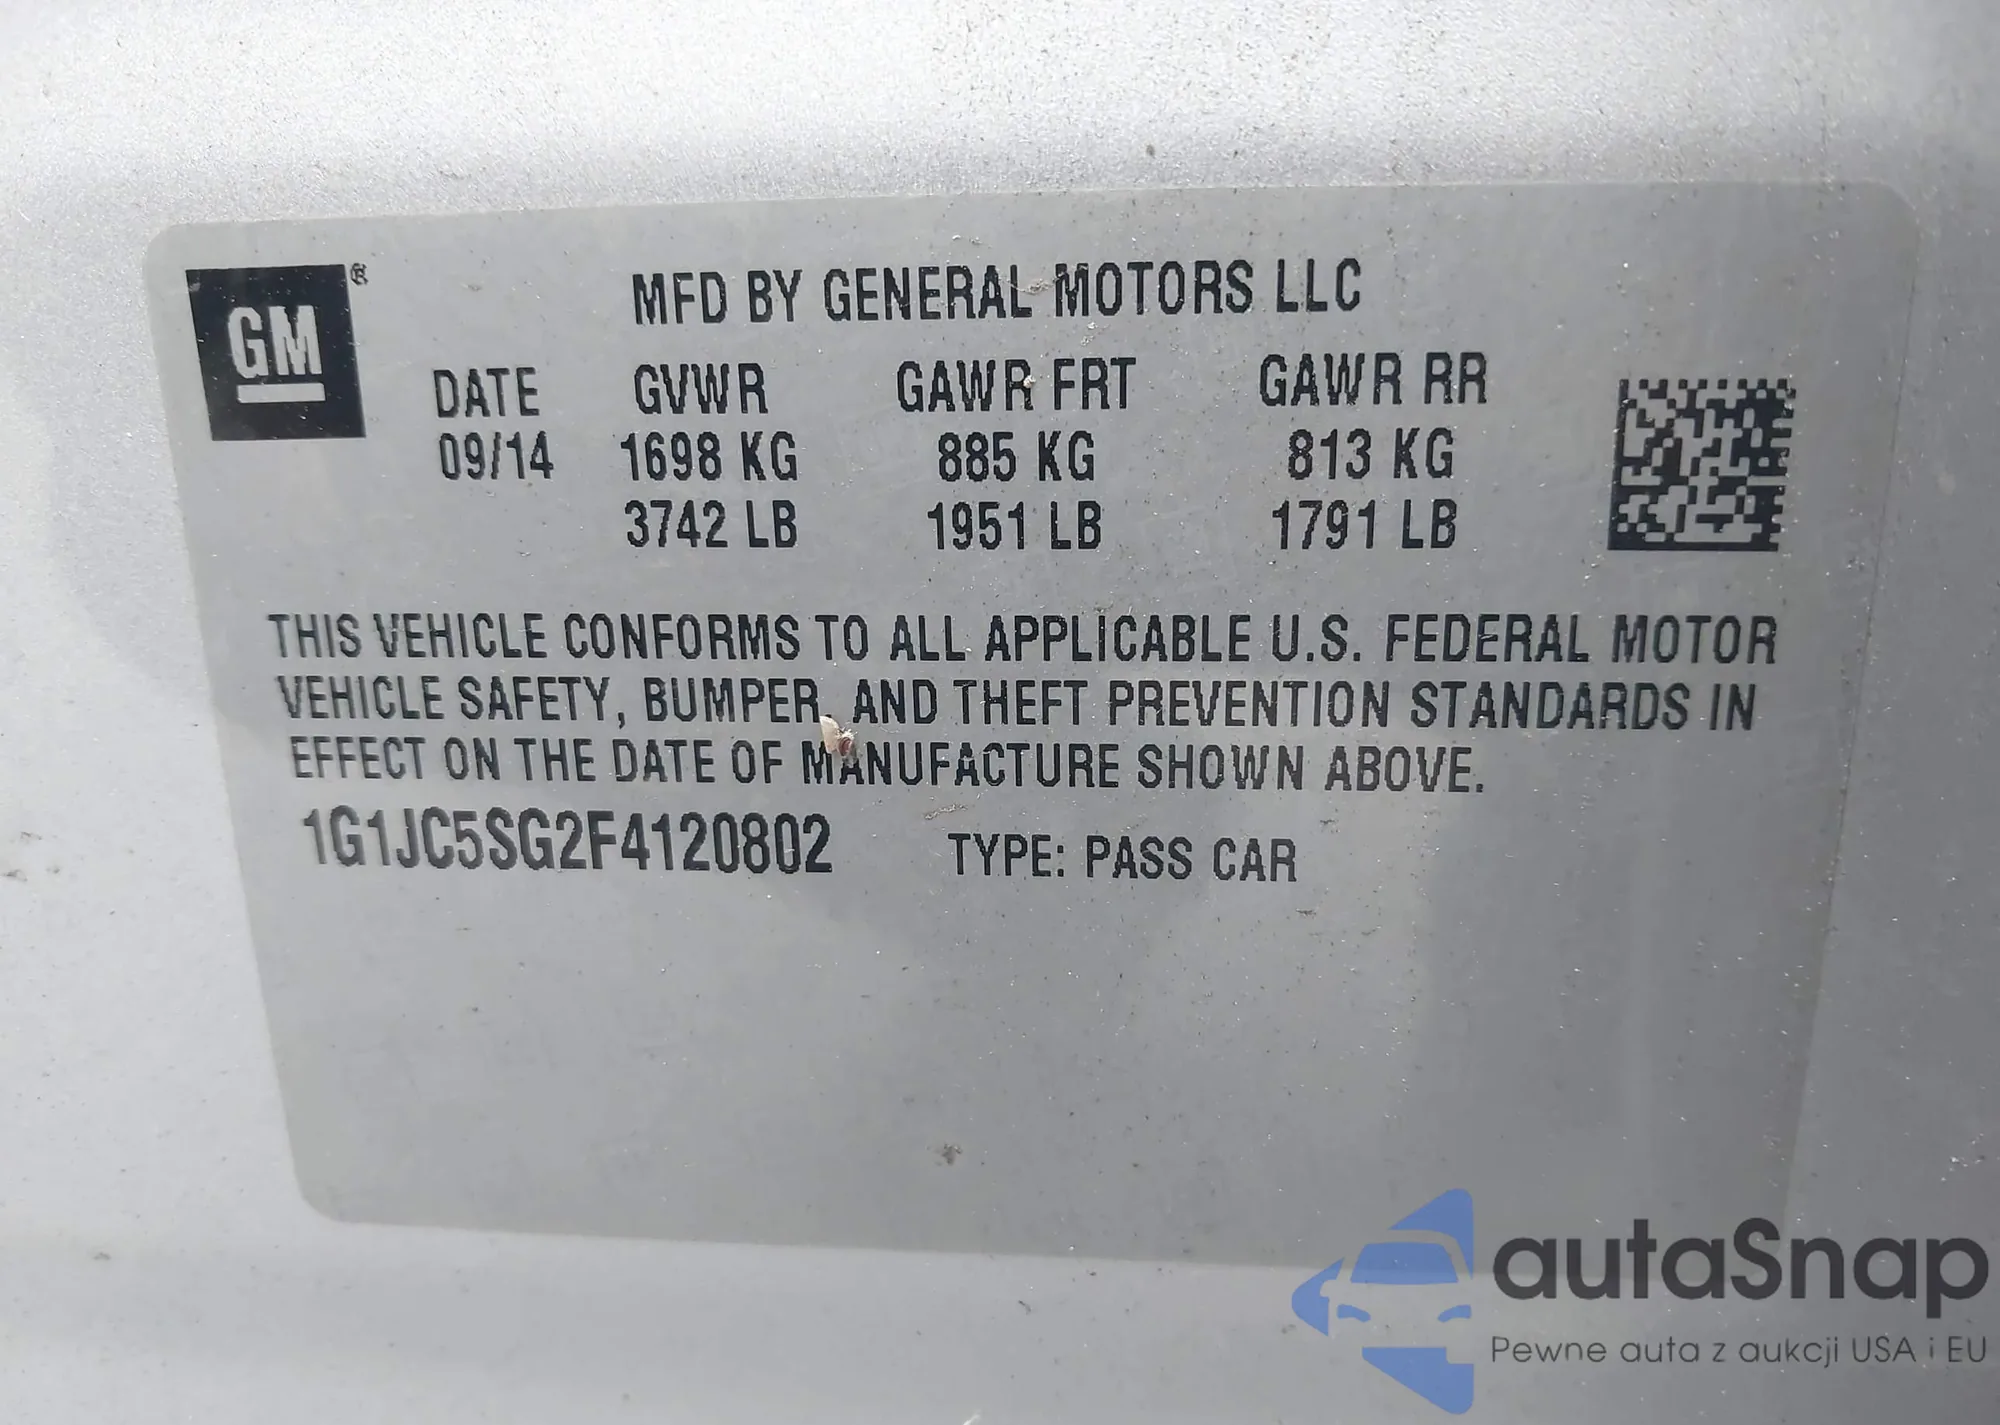 GM ®
MFD BY GENERAL MOTORS LLC
DATE GVWR GAWR FRT GAWR RR
09/14 1698 KG 885 KG 813 KG
3742 LB 1951 LB 1791 LB
THIS VEHICLE CONFORMS TO ALL APPLICABLE U.S. FEDERAL MOTOR
VEHICLE SAFETY, BUMPER, AND THEFT PREVENTION STANDARDS IN
EFFECT ON THE DATE OF MANUFACTURE SHOWN ABOVE.
1G1JC5SG2F4120802 TYPE: PASS CAR
autaSnap
Pewne auta z aukcji USA i EU